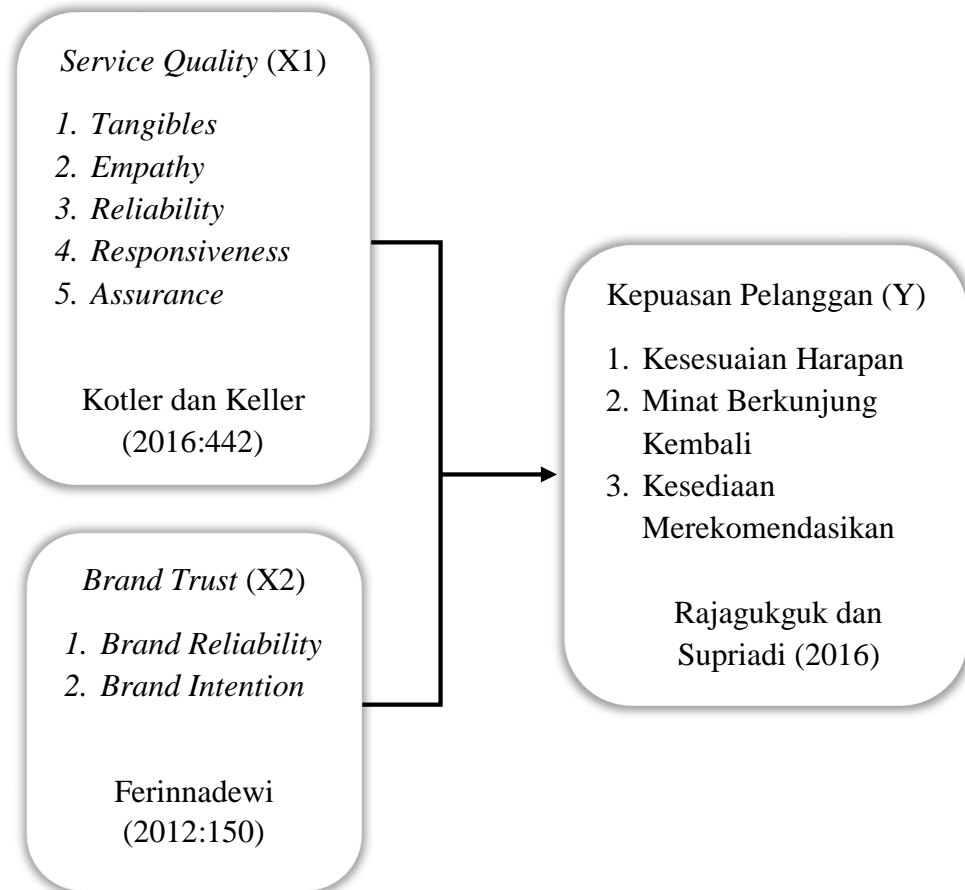 Service Quality (X1)
1. Tangibles
2. Empathy
3. Reliability
4. Responsiveness
5. Assurance
Kotler dan Keller
(2016:442)
Brand Trust (X2)
1. Brand Reliability
2. Brand Intention
Ferinnadewi
(2012:150)
Kepuasan Pelanggan (Y)
1. Kesesuaian Harapan
2. Minat Berkunjung
Kembali
3. Kesediaan
Merekomendasikan
Rajagukguk dan
Supriadi (2016)